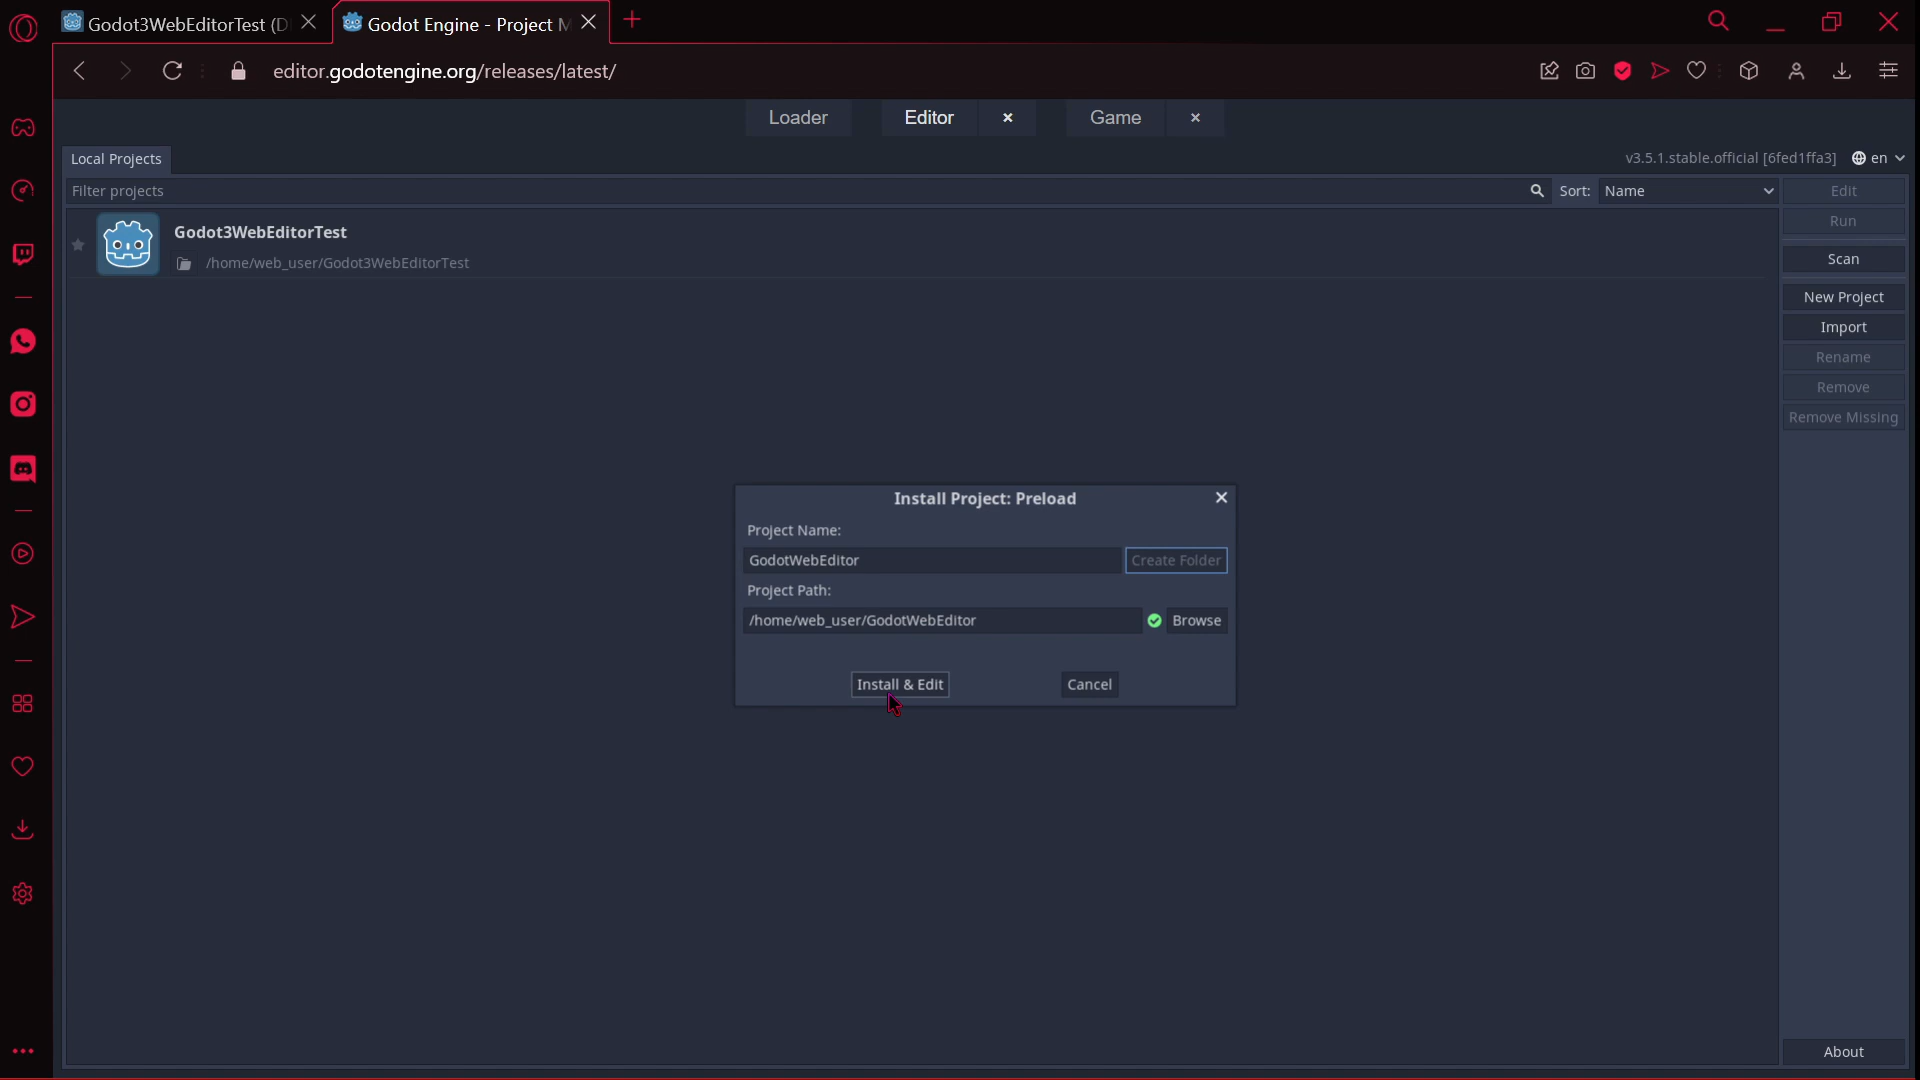 Godot3WebEditorTest (D
Godot Engine - Project M
editor.godotengine.org/releases/latest/
Loader
Editor
×
Game
×
Local Projects
v3.5.1.stable.official [6fed1ffa3]
en
Filter projects
Sort:
Name
Edit
Godot3WebEditorTest
/home/web_user/Godot3WebEditorTest
Run
Scan
New Project
Import
Rename
Remove
Remove Missing
Install Project: Preload
Project Name:
GodotWebEditor
Create Folder
Project Path:
/home/web_user/GodotWebEditor
Browse
Install & Edit
Cancel
About